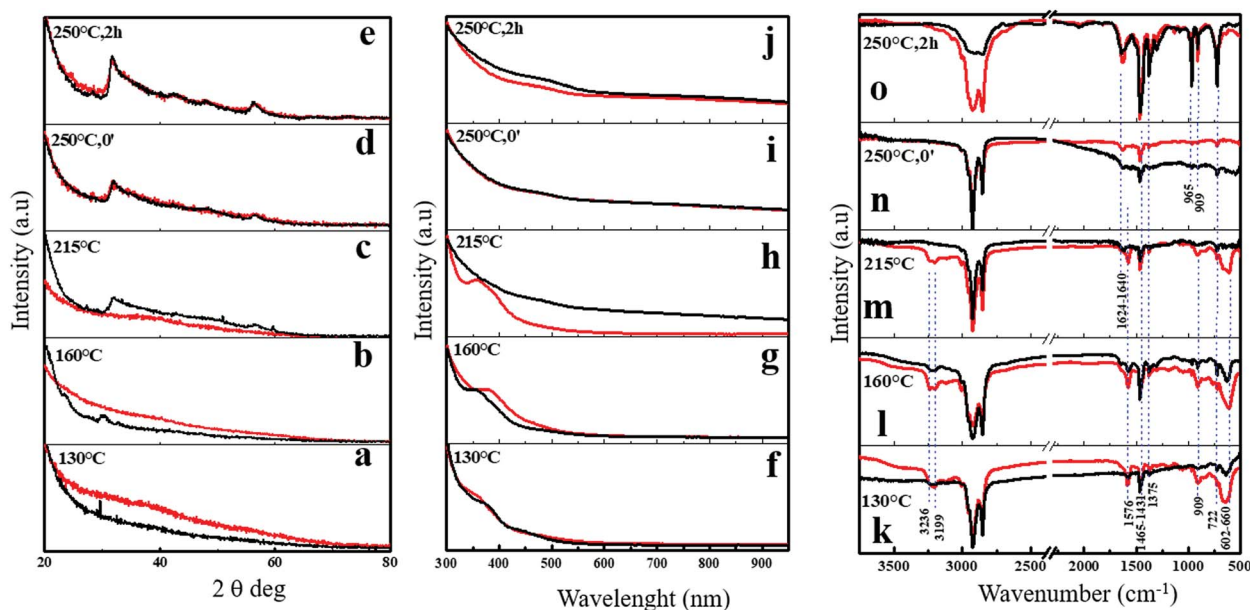 250°C,2h
e
250°C,0'
d
215°C
c
160°C
b
130°C
a
20 40 60 80
2 θ deg
Intensity (a.u)
250°C,2h
j
250°C,0'
i
215°C
h
160°C
g
130°C
f
300 400 500 600 700 800 900
Wavelenght (nm)
Intensity (a.u)
250°C,2h
o
250°C,0'
n
965
909
215°C
m
1624-1640
160°C
l
130°C
k
3236
3199
1576
1465-1431
1375
909
722
602-660
3500 3000 2500 2000 1500 1000 500
Wavenumber (cm-1)
Intensity (a.u)